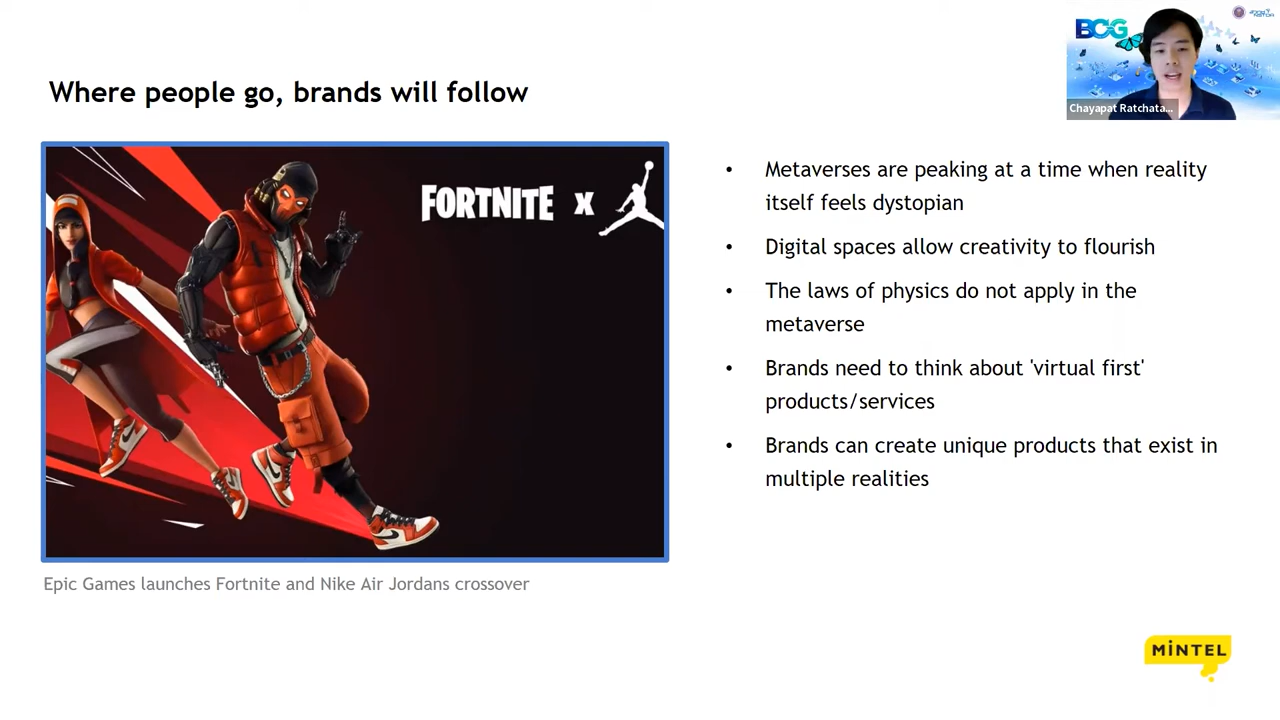 BCG
Chayapat Ratchata...
Where people go, brands will follow
FORTNITE x
• Metaverses are peaking at a time when reality
itself feels dystopian
• Digital spaces allow creativity to flourish
• The laws of physics do not apply in the
metaverse
• Brands need to think about 'virtual first'
products/services
• Brands can create unique products that exist in
multiple realities
Epic Games launches Fortnite and Nike Air Jordans crossover
MiNTEL